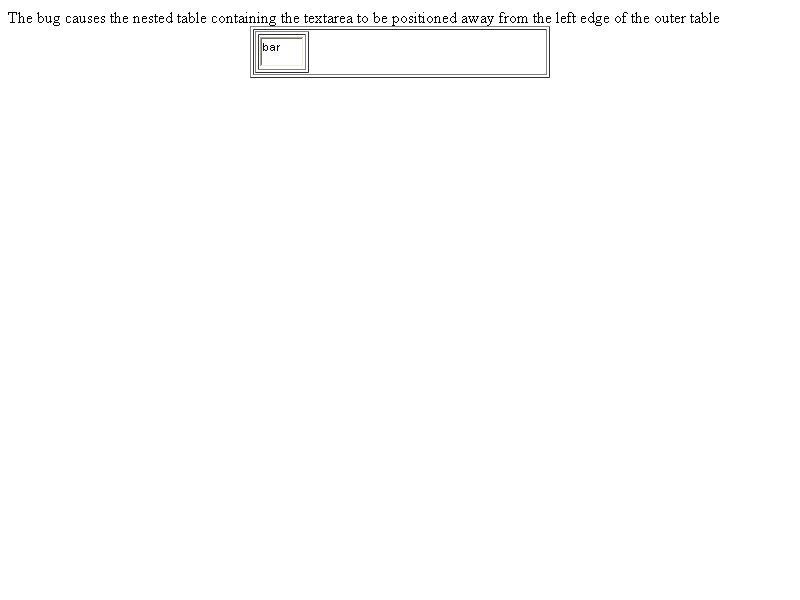 The bug causes the nested table containing the textarea to be positioned away from the left edge of the outer table
bar